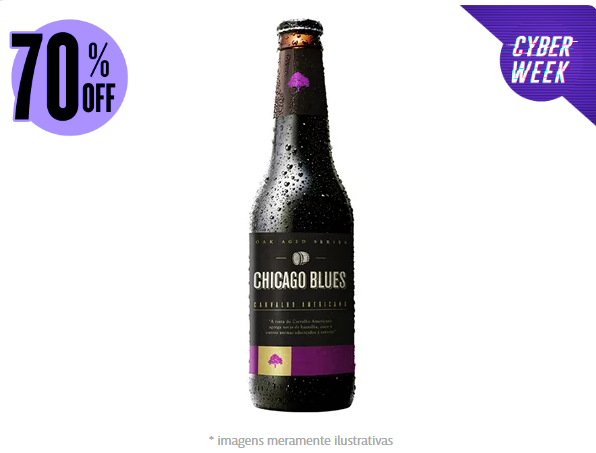 70% OFF
CYBER
WEEK
OAK AGED SERIES
CHICAGO BLUES
CARVALHO AMERICANO
* imagens meramente ilustrativas